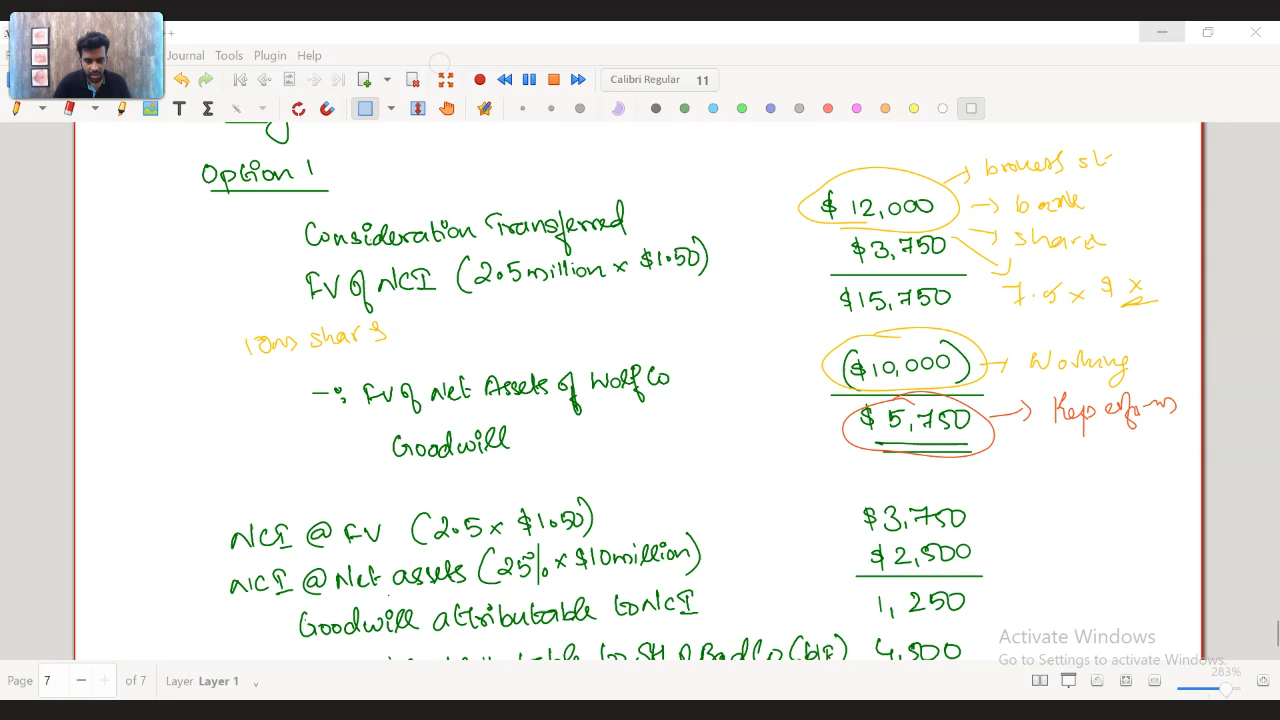 Journal Tools Plugin Help
Calibri Regular 11
Option 1
Consideration Transferred $ 12,000
FV of NCI (2.5 million × $1.50) $3,750
$15,750
→ bank
→ share
7.5 × $ x
10m shares
-: FV of Net Assets of Wolf Co ($10,000) → Working
Goodwill $ 5,750 →
NCI @ FV (2.5 × $1.50) $3,750
NCI @ Net assets (25% × $10 million) $2,500
Goodwill attributable to NCI 1,250
4,500
Activate Windows
Go to Settings to activate Windows.
Page 7 of 7 Layer Layer 1 283%